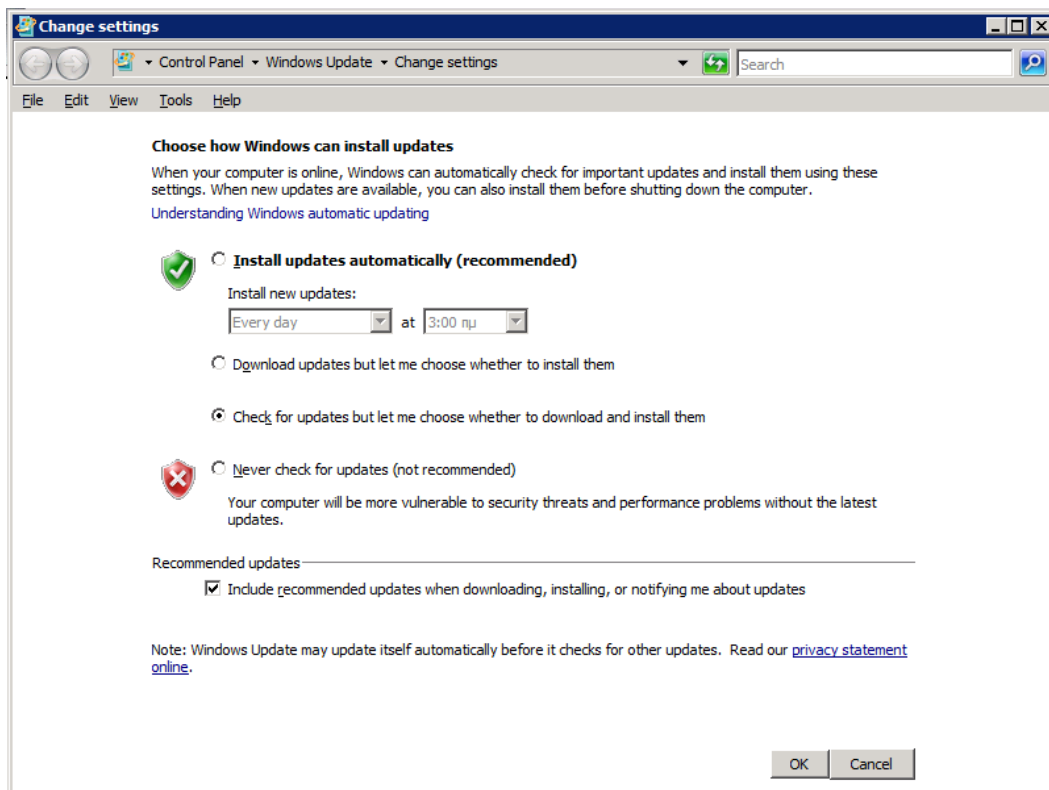 Change settings
Control Panel Windows Update Change settings
Search
File Edit View Tools Help
Choose how Windows can install updates
When your computer is online, Windows can automatically check for important updates and install them using these
settings. When new updates are available, you can also install them before shutting down the computer.
Understanding Windows automatic updating
Install updates automatically (recommended)
Install new updates:
Every day at 3:00 πμ
Download updates but let me choose whether to install them
Check for updates but let me choose whether to download and install them
Never check for updates (not recommended)
Your computer will be more vulnerable to security threats and performance problems without the latest
updates.
Recommended updates
Include recommended updates when downloading, installing, or notifying me about updates
Note: Windows Update may update itself automatically before it checks for other updates. Read our privacy statement
online.
OK Cancel